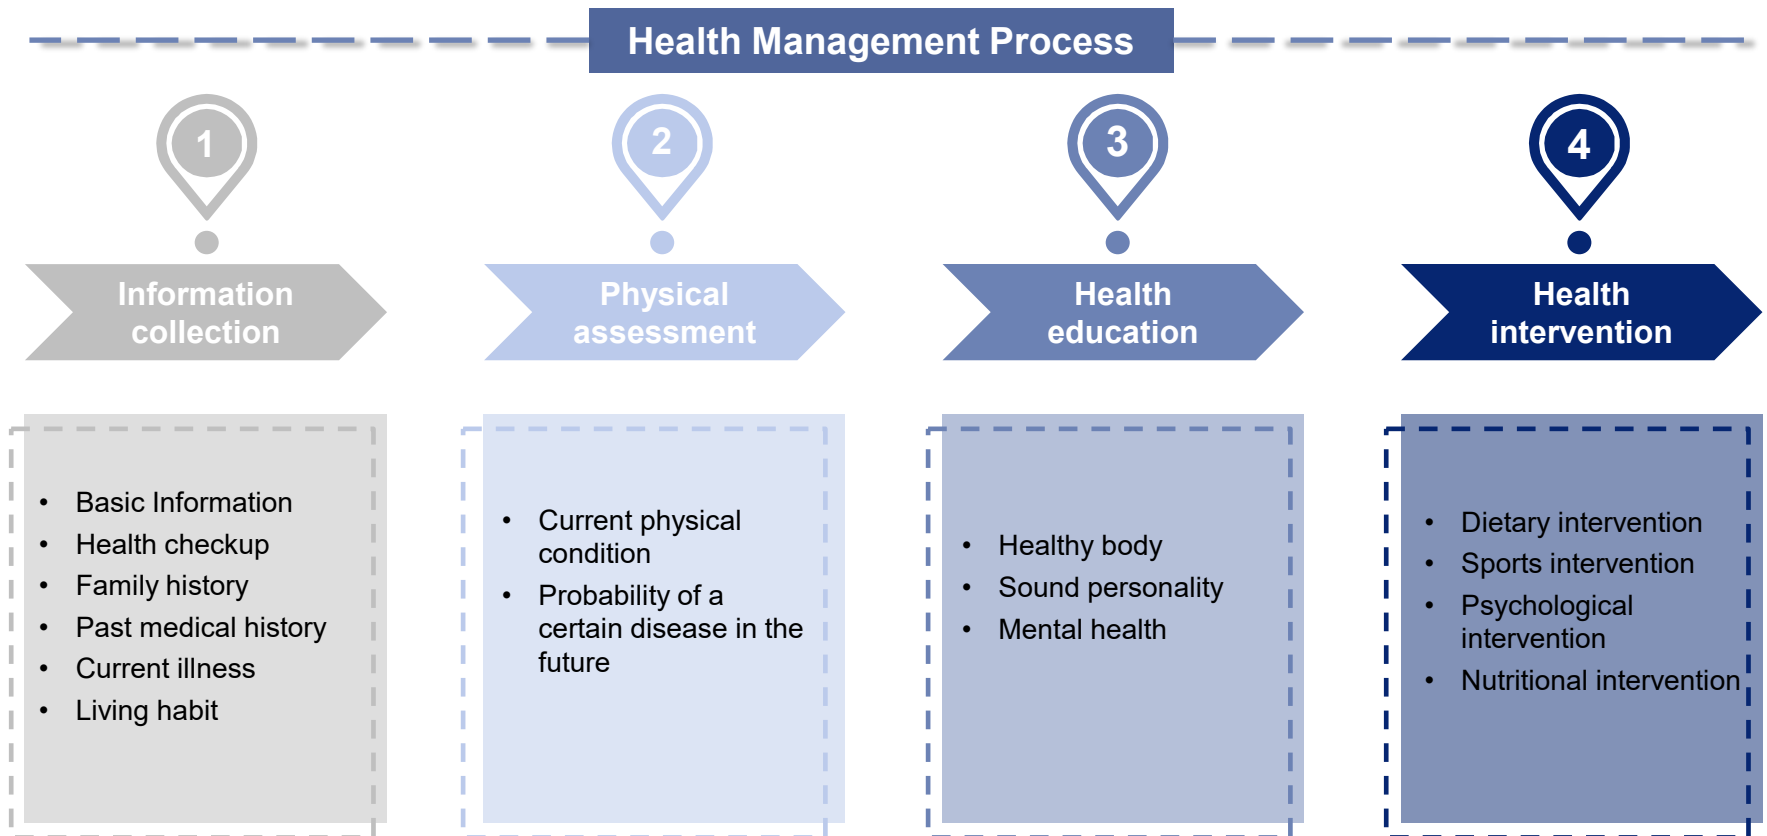 Health Management Process
1
2
3
4
Information
collection
Physical
assessment
Health
education
Health
intervention
• Basic Information
• Health checkup
• Family history
• Past medical history
• Current illness
• Living habit
• Current physical
condition
• Probability of a
certain disease in the
future
• Healthy body
• Sound personality
• Mental health
• Dietary intervention
• Sports intervention
• Psychological
intervention
• Nutritional intervention